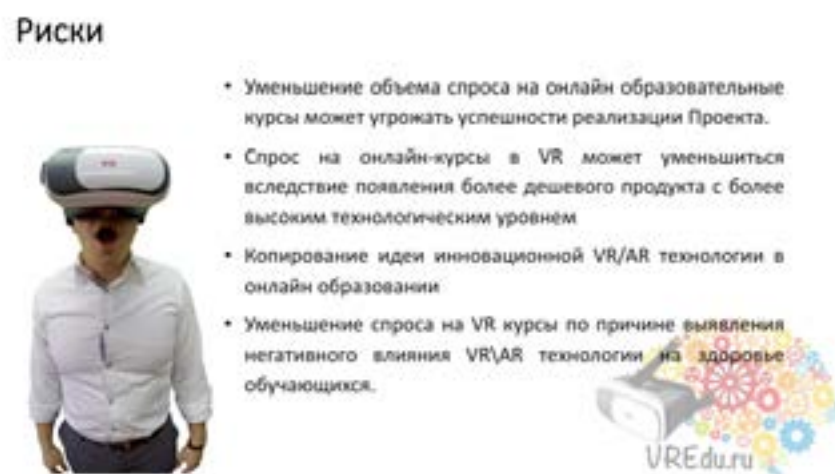 Риски
• Уменьшение объема спроса на онлайн образовательные
курсы может угрожать успешности реализации Проекта.
• Спрос на онлайн-курсы в VR может уменьшиться
вследствие появления более дешевого продукта с более
высоким технологическим уровнем
• Копирование идеи инновационной VR/AR технологии в
онлайн образовании
• Уменьшение спроса на VR курсы по причине выявления
негативного влияния VR\AR технологии на здоровье
обучающихся.
VREdu.ru